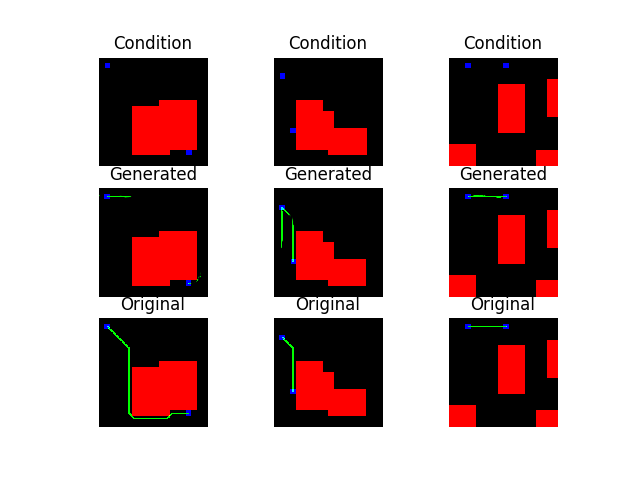 Condition Condition Condition
Generated Generated Generated
Original Original Original